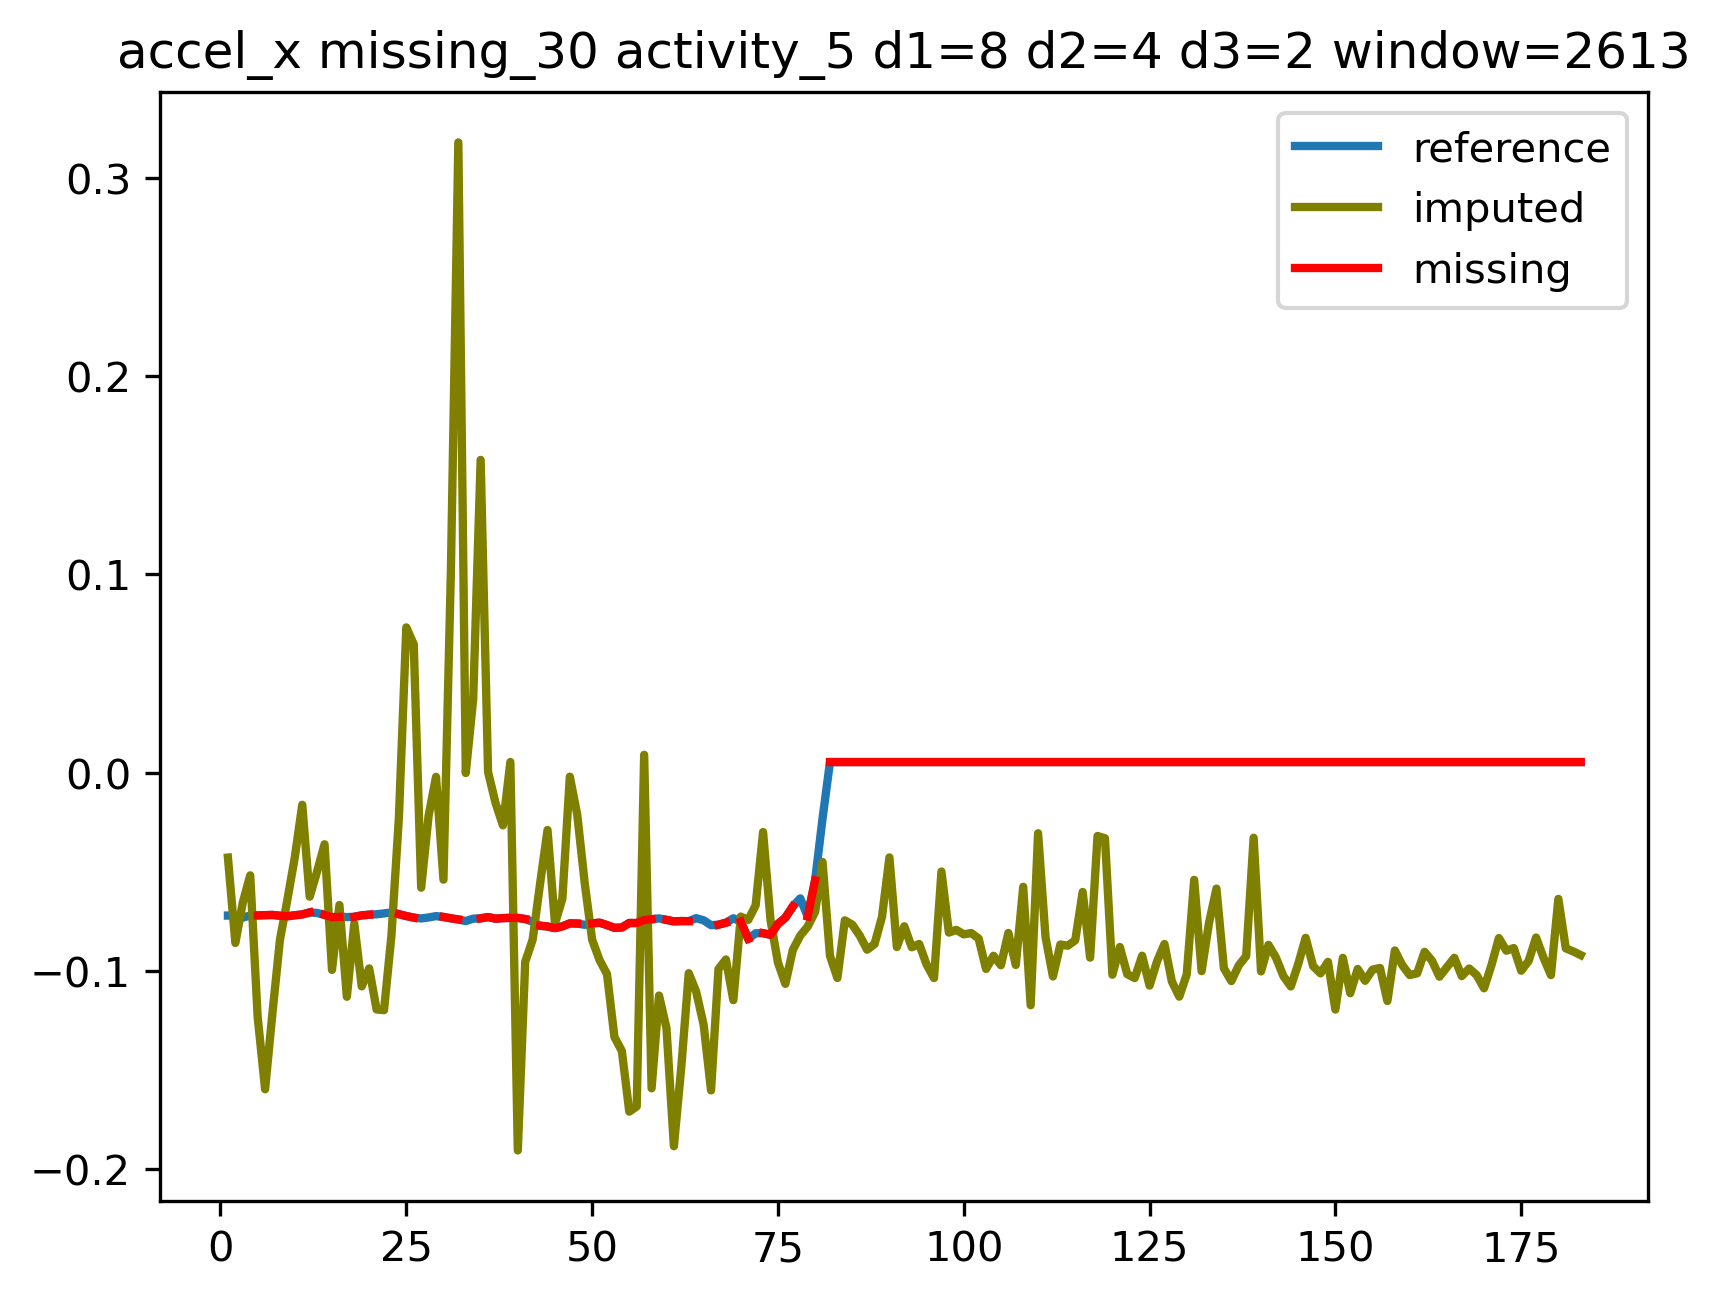 accel_x missing_30 activity_5 d1=8 d2=4 d3=2 window=2613
reference
imputed
missing
0.3
0.2
0.1
0.0
−0.1
−0.2
0 25 50 75 100 125 150 175